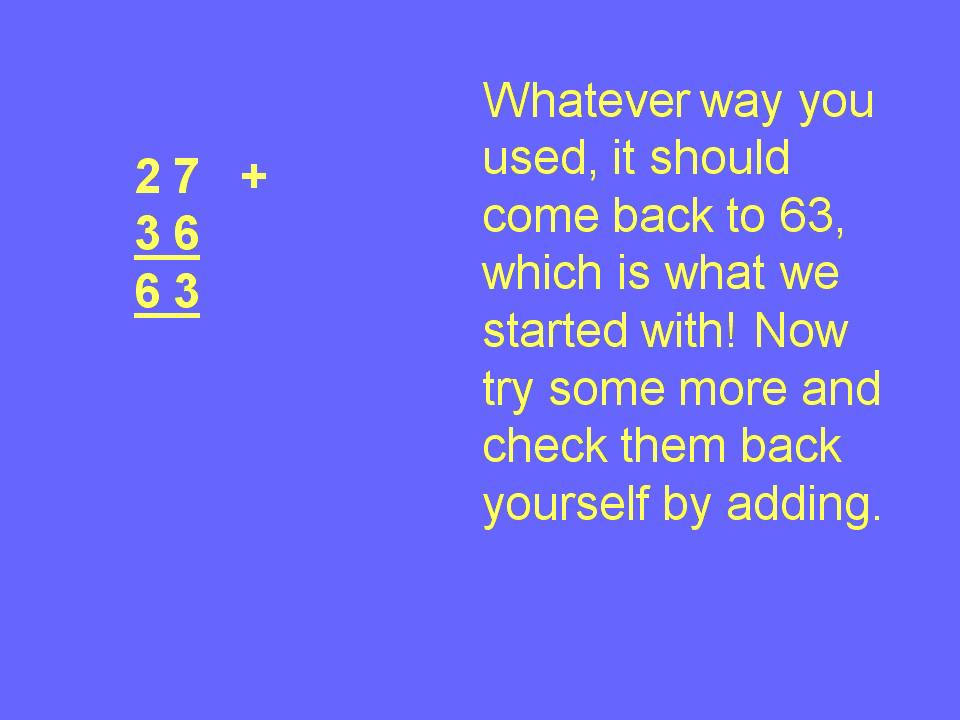 2 7 +
3 6
6 3
Whatever way you
used, it should
come back to 63,
which is what we
started with! Now
try some more and
check them back
yourself by adding.